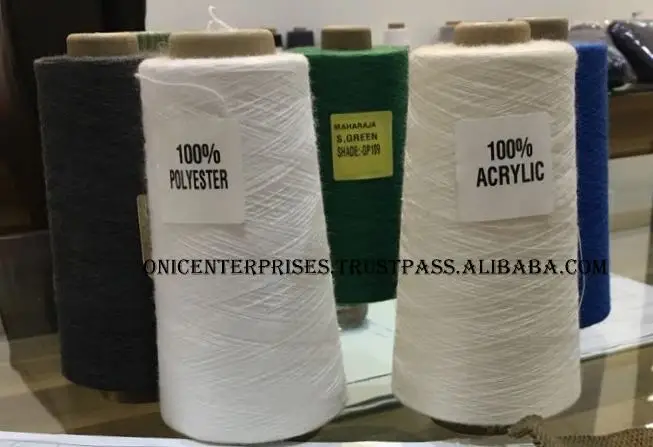 100%
POLYESTER
MAHARAJA
S.GREEN
SHADE:-GP109
100%
ACRYLIC
ONICENTERPRISES.TRUSTPASS.ALIBABA.COM